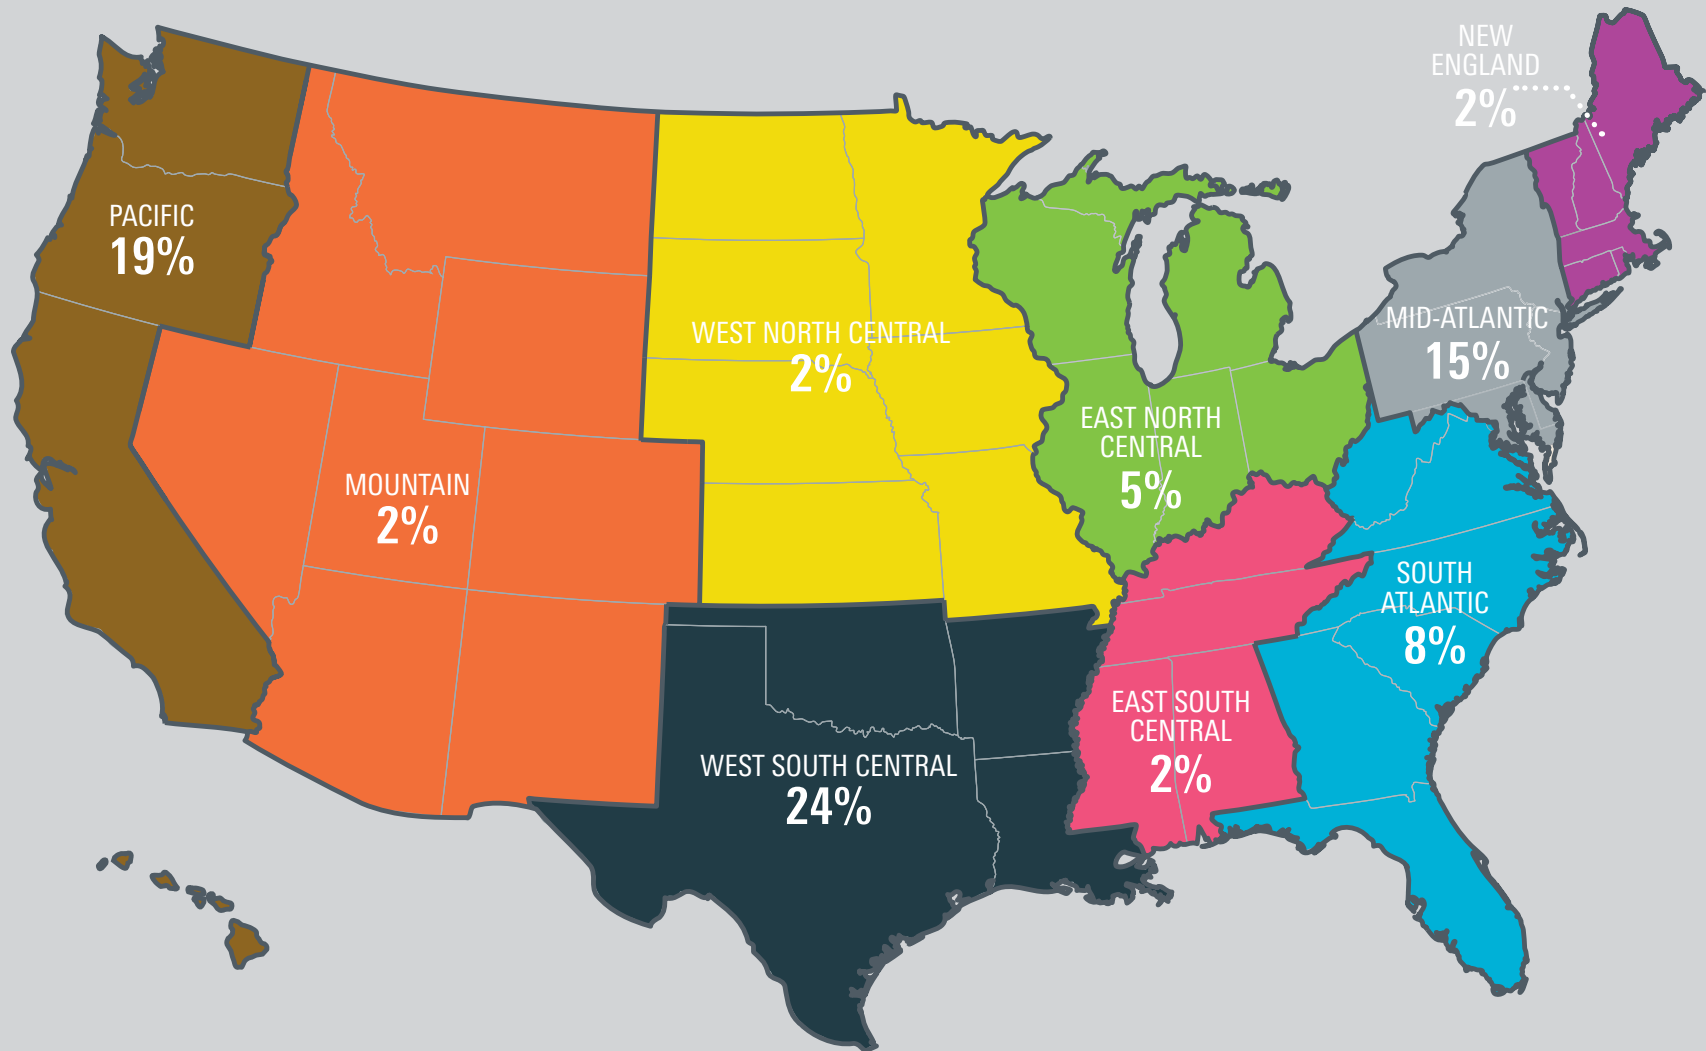 NEW
ENGLAND
2%
PACIFIC
19%
WEST NORTH CENTRAL
2%
MID-ATLANTIC
15%
EAST NORTH
CENTRAL
5%
MOUNTAIN
2%
SOUTH
ATLANTIC
8%
EAST SOUTH
CENTRAL
2%
WEST SOUTH CENTRAL
24%